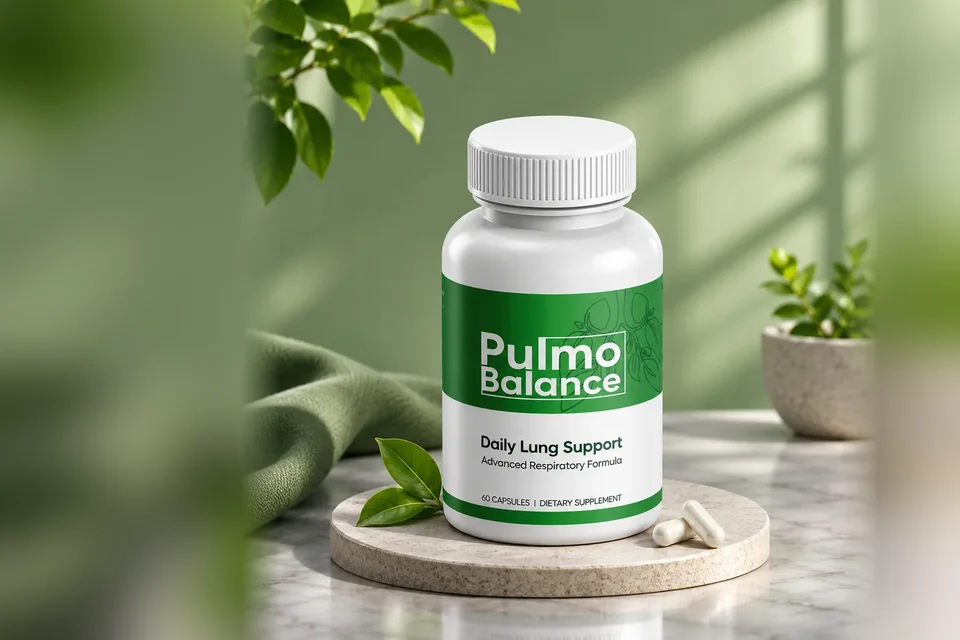 Pulmo
Balance
Daily Lung Support
Advanced Respiratory Formula
60 CAPSULES | DIETARY SUPPLEMENT